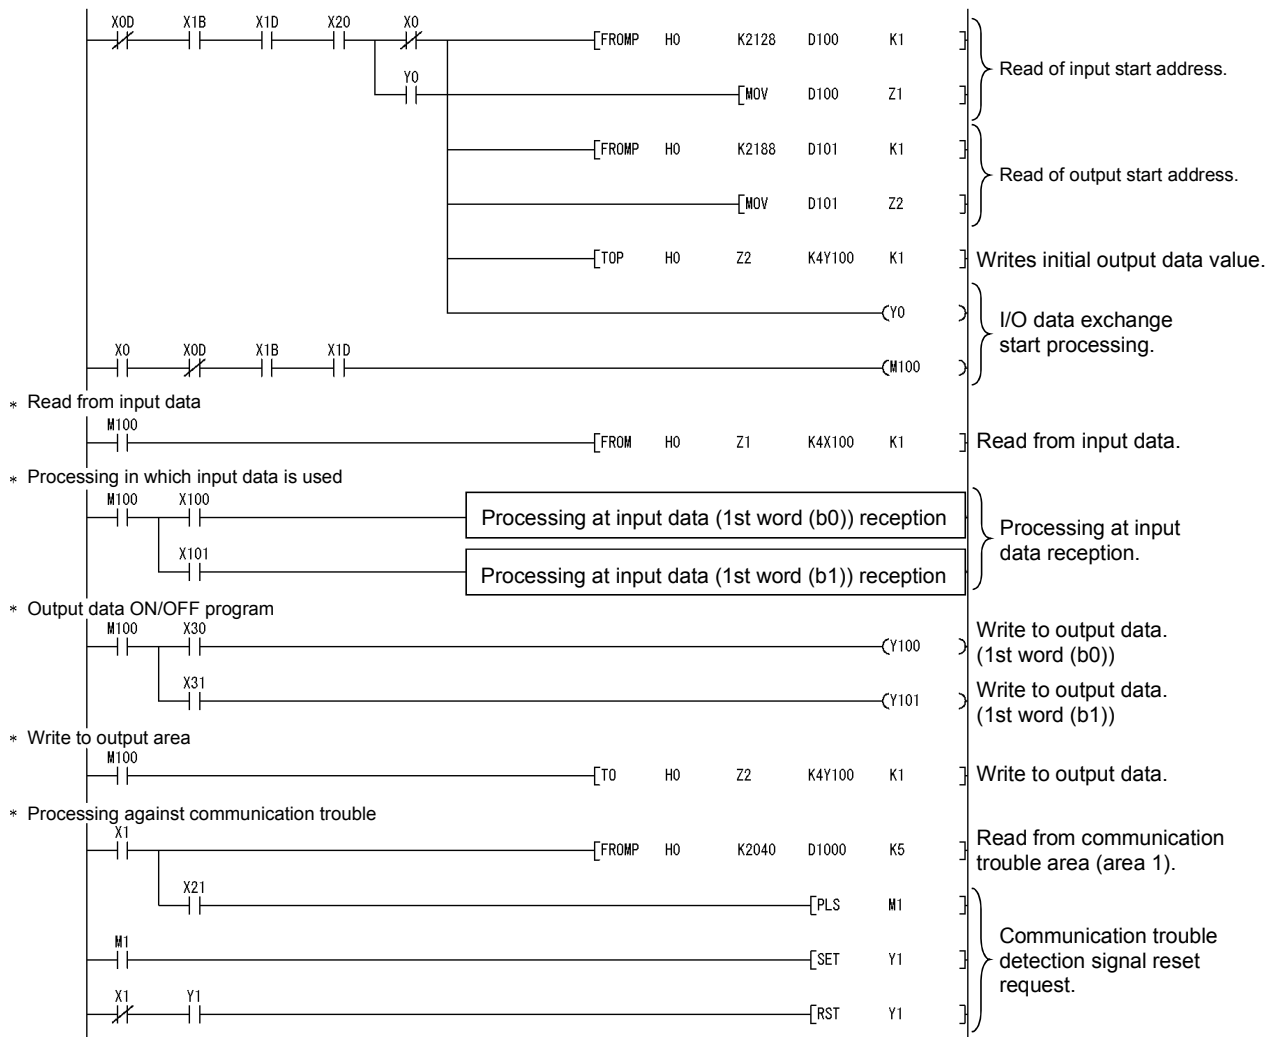 X0D X1B X1D X20 X0
FROMP H0 K2128 D100 K1
Read of input start address.
Y0
MOV D100 Z1
FROMP H0 K2188 D101 K1
Read of output start address.
MOV D101 Z2
TOP H0 Z2 K4Y100 K1
Writes initial output data value.
Y0
I/O data exchange
start processing.
X0 X0D X1B X1D
M100
* Read from input data
M100
FROM H0 Z1 K4X100 K1
Read from input data.
* Processing in which input data is used
M100 X100
Processing at input data (1st word (b0)) reception
Processing at input
data reception.
X101
Processing at input data (1st word (b1)) reception
* Output data ON/OFF program
M100 X30
Y100
Write to output data.
(1st word (b0))
X31
Y101
Write to output data.
(1st word (b1))
* Write to output area
M100
TO H0 Z2 K4Y100 K1
Write to output data.
* Processing against communication trouble
X1
FROMP H0 K2040 D1000 K5
Read from communication
trouble area (area 1).
X21
PLS M1
M1
SET Y1
Communication trouble
detection signal reset
request.
X1 Y1
RST Y1